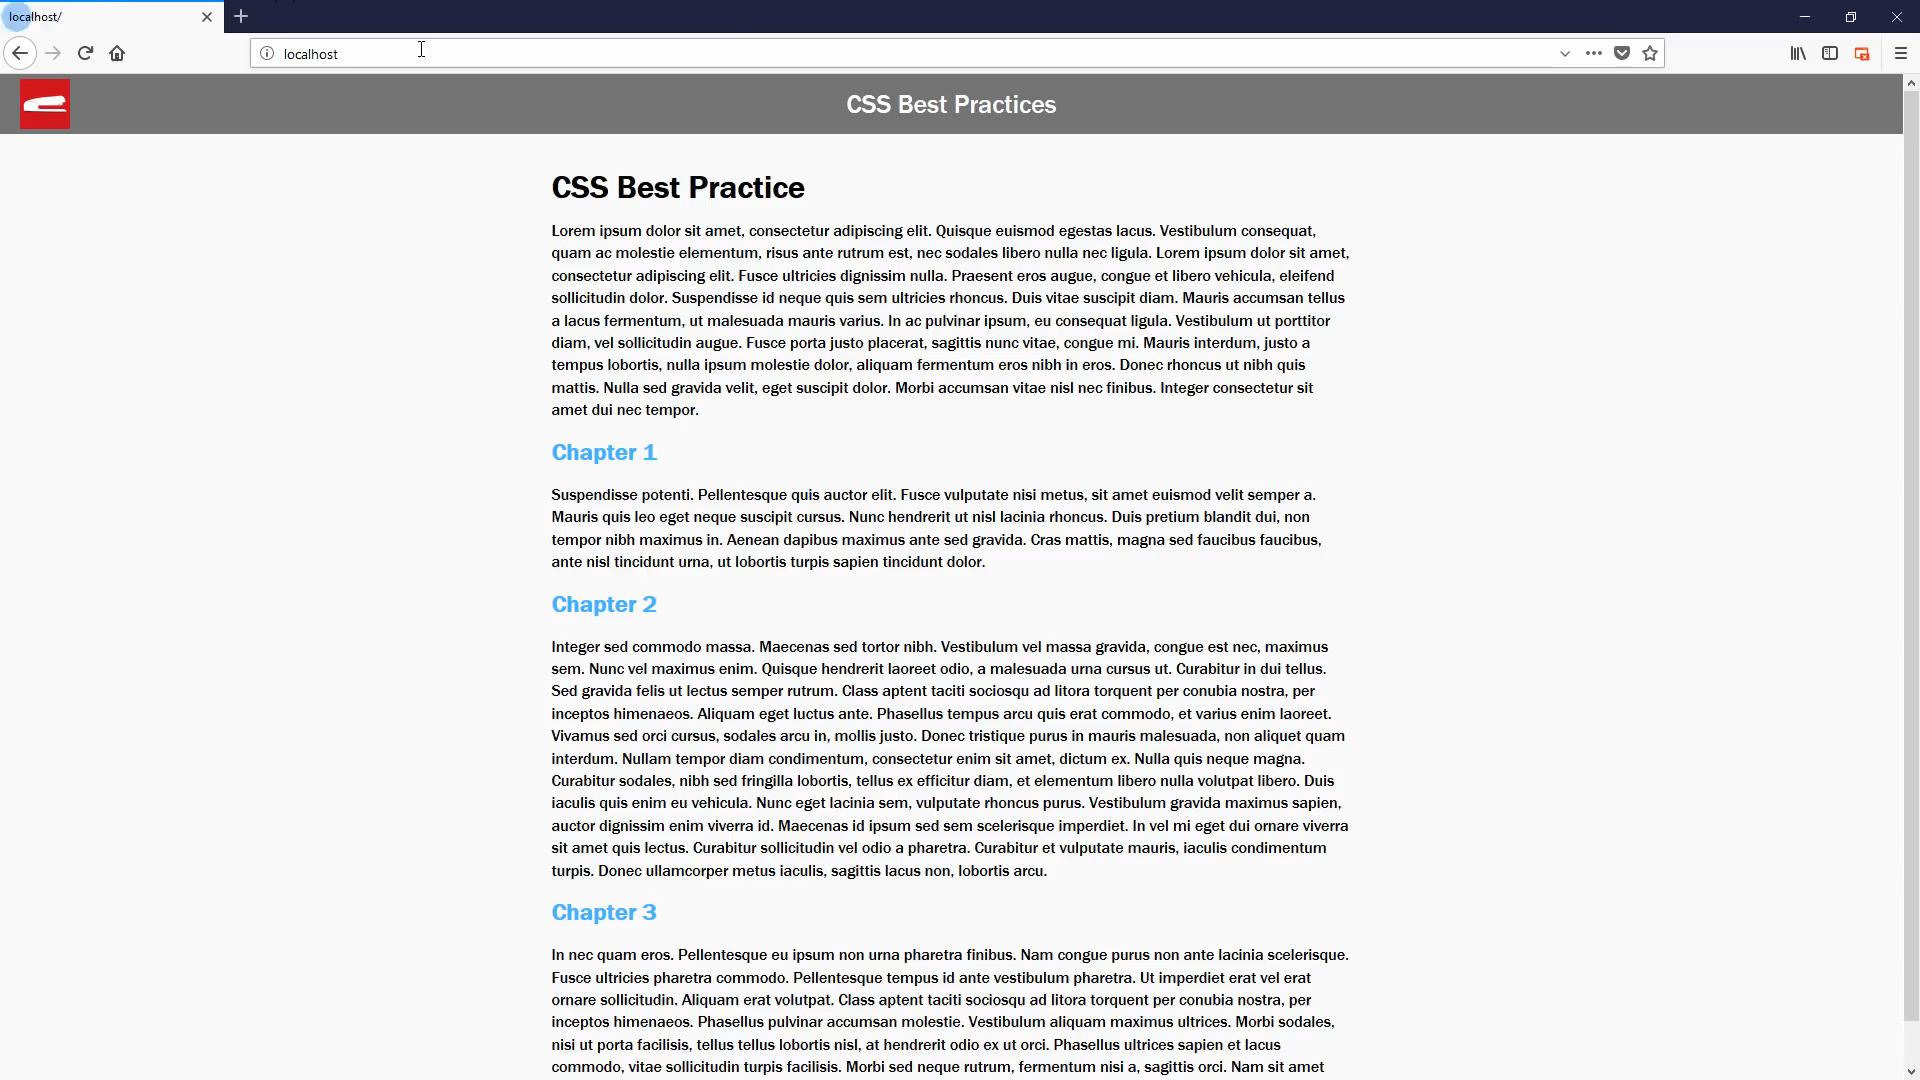 localhost/
localhost
CSS Best Practices
CSS Best Practice
Lorem ipsum dolor sit amet, consectetur adipiscing elit. Quisque euismod egestas lacus. Vestibulum consequat,
quam ac molestie elementum, risus ante rutrum est, nec sodales libero nulla nec ligula. Lorem ipsum dolor sit amet,
consectetur adipiscing elit. Fusce ultricies dignissim nulla. Praesent eros augue, congue et libero vehicula, eleifend
sollicitudin dolor. Suspendisse id neque quis sem ultricies rhoncus. Duis vitae suscipit diam. Mauris accumsan tellus
a lacus fermentum, ut malesuada mauris varius. In ac pulvinar ipsum, eu consequat ligula. Vestibulum ut porttitor
diam, vel sollicitudin augue. Fusce porta justo placerat, sagittis nunc vitae, congue mi. Mauris interdum, justo a
tempus lobortis, nulla ipsum molestie dolor, aliquam fermentum eros nibh in eros. Donec rhoncus ut nibh quis
mattis. Nulla sed gravida velit, eget suscipit dolor. Morbi accumsan vitae nisl nec finibus. Integer consectetur sit
amet dui nec tempor.
Chapter 1
Suspendisse potenti. Pellentesque quis auctor elit. Fusce vulputate nisi metus, sit amet euismod velit semper a.
Mauris quis leo eget neque suscipit cursus. Nunc hendrerit ut nisl lacinia rhoncus. Duis pretium blandit dui, non
tempor nibh maximus in. Aenean dapibus maximus ante sed gravida. Cras mattis, magna sed faucibus faucibus,
ante nisl tincidunt urna, ut lobortis turpis sapien tincidunt dolor.
Chapter 2
Integer sed commodo massa. Maecenas sed tortor nibh. Vestibulum vel massa gravida, congue est nec, maximus
sem. Nunc vel maximus enim. Quisque hendrerit laoreet odio, a malesuada urna cursus ut. Curabitur in dui tellus.
Sed gravida felis ut lectus semper rutrum. Class aptent taciti sociosqu ad litora torquent per conubia nostra, per
inceptos himenaeos. Aliquam eget luctus ante. Phasellus tempus arcu quis erat commodo, et varius enim laoreet.
Vivamus sed orci cursus, sodales arcu in, mollis justo. Donec tristique purus in mauris malesuada, non aliquet quam
interdum. Nullam tempor diam condimentum, consectetur enim sit amet, dictum ex. Nulla quis neque magna.
Curabitur sodales, nibh sed fringilla lobortis, tellus ex efficitur diam, et elementum libero nulla volutpat libero. Duis
iaculis quis enim eu vehicula. Nunc eget lacinia sem, vulputate rhoncus purus. Vestibulum gravida maximus sapien,
auctor dignissim enim viverra id. Maecenas id ipsum sed sem scelerisque imperdiet. In vel mi eget dui ornare viverra
sit amet quis lectus. Curabitur sollicitudin vel odio a pharetra. Curabitur et vulputate mauris, iaculis condimentum
turpis. Donec ullamcorper metus iaculis, sagittis lacus non, lobortis arcu.
Chapter 3
In nec quam eros. Pellentesque eu ipsum non urna pharetra finibus. Nam congue purus non ante lacinia scelerisque.
Fusce ultricies pharetra commodo. Pellentesque tempus id ante vestibulum pharetra. Ut imperdiet erat vel erat
ornare sollicitudin. Aliquam erat volutpat. Class aptent taciti sociosqu ad litora torquent per conubia nostra, per
inceptos himenaeos. Phasellus pulvinar accumsan molestie. Vestibulum aliquam maximus ultrices. Morbi sodales,
nisi ut porta facilisis, tellus tellus lobortis nisl, at hendrerit odio ex ut orci. Phasellus ultrices sapien et lacus
commodo, vitae sollicitudin turpis facilisis. Morbi sed neque rutrum, fermentum nisi a, sagittis orci. Nam sit amet